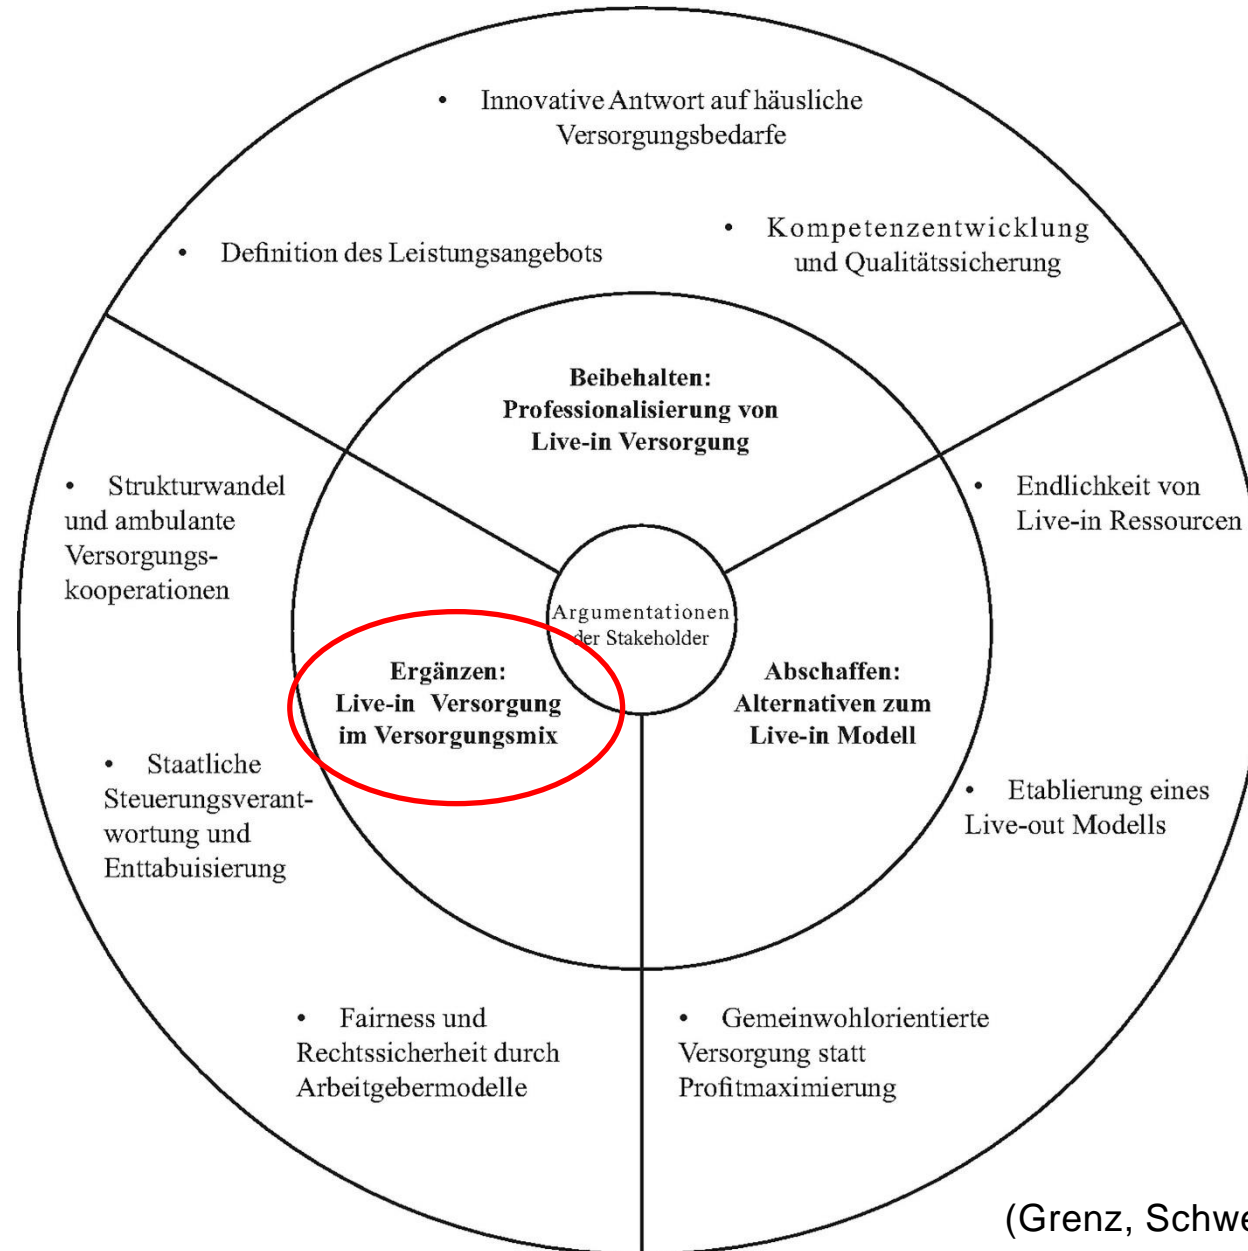 • Innovative Antwort auf häusliche
Versorgungsbedarfe
• Definition des Leistungsangebots
• Kompetenzentwicklung
und Qualitätssicherung
Beibehalten:
Professionalisierung von
Live-in Versorgung
• Strukturwandel
und ambulante
Versorgungs-
kooperationen
• Endlichkeit von
Live-in Ressourcen
Argumentationen
der Stakeholder
Ergänzen:
Live-in Versorgung
im Versorgungsmix
Abschaffen:
Alternativen zum
Live-in Modell
• Staatliche
Steuerungsverant-
wortung und
Enttabuisierung
• Etablierung eines
Live-out Modells
• Fairness und
Rechtssicherheit durch
Arbeitgebermodelle
• Gemeinwohlorientierte
Versorgung statt
Profitmaximierung
(Grenz, Schwe